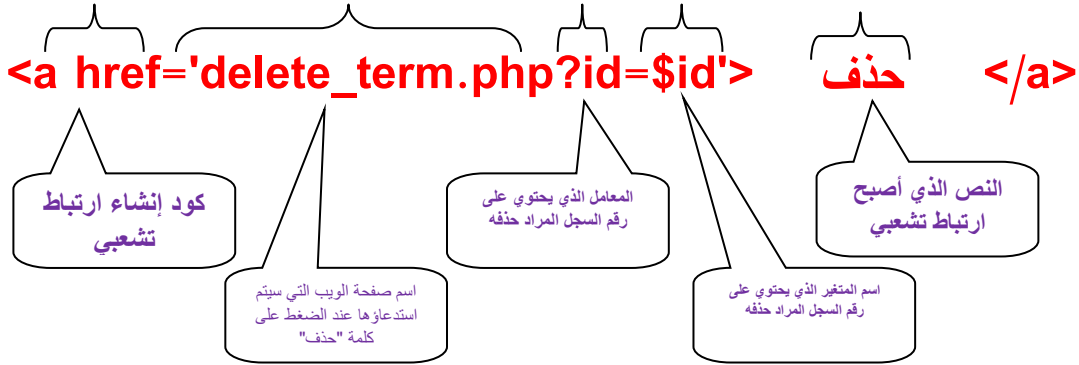 <a href='delete_term.php?id=$id'> حذف </a>
كود إنشاء ارتباط
تشعبي
اسم صفحة الويب التي سيتم
استدعاؤها عند الضغط على
كلمة "حذف"
المعامل الذي يحتوي على
رقم السجل المراد حذفه
اسم المتغير الذي يحتوي على
رقم السجل المراد حذفه
النص الذي أصبح
ارتباط تشعبي